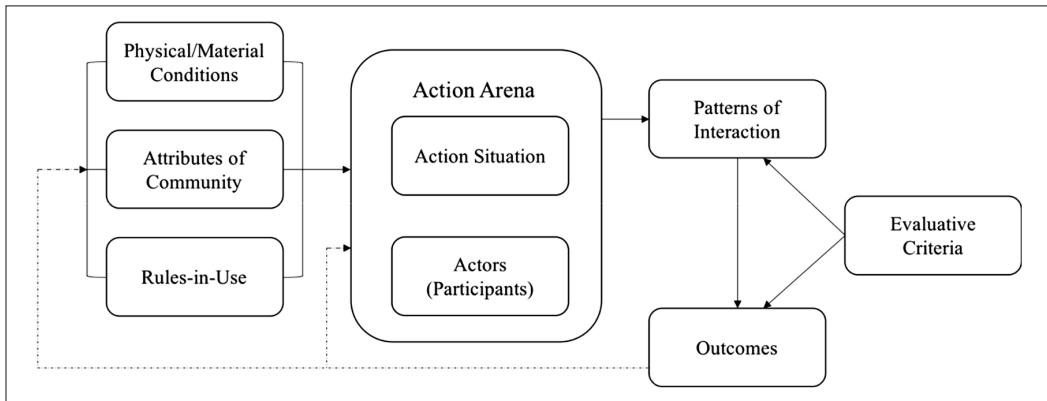 Physical/Material
Conditions
Attributes of
Community
Rules-in-Use
Action Arena
Action Situation
Actors
(Participants)
Patterns of
Interaction
Outcomes
Evaluative
Criteria